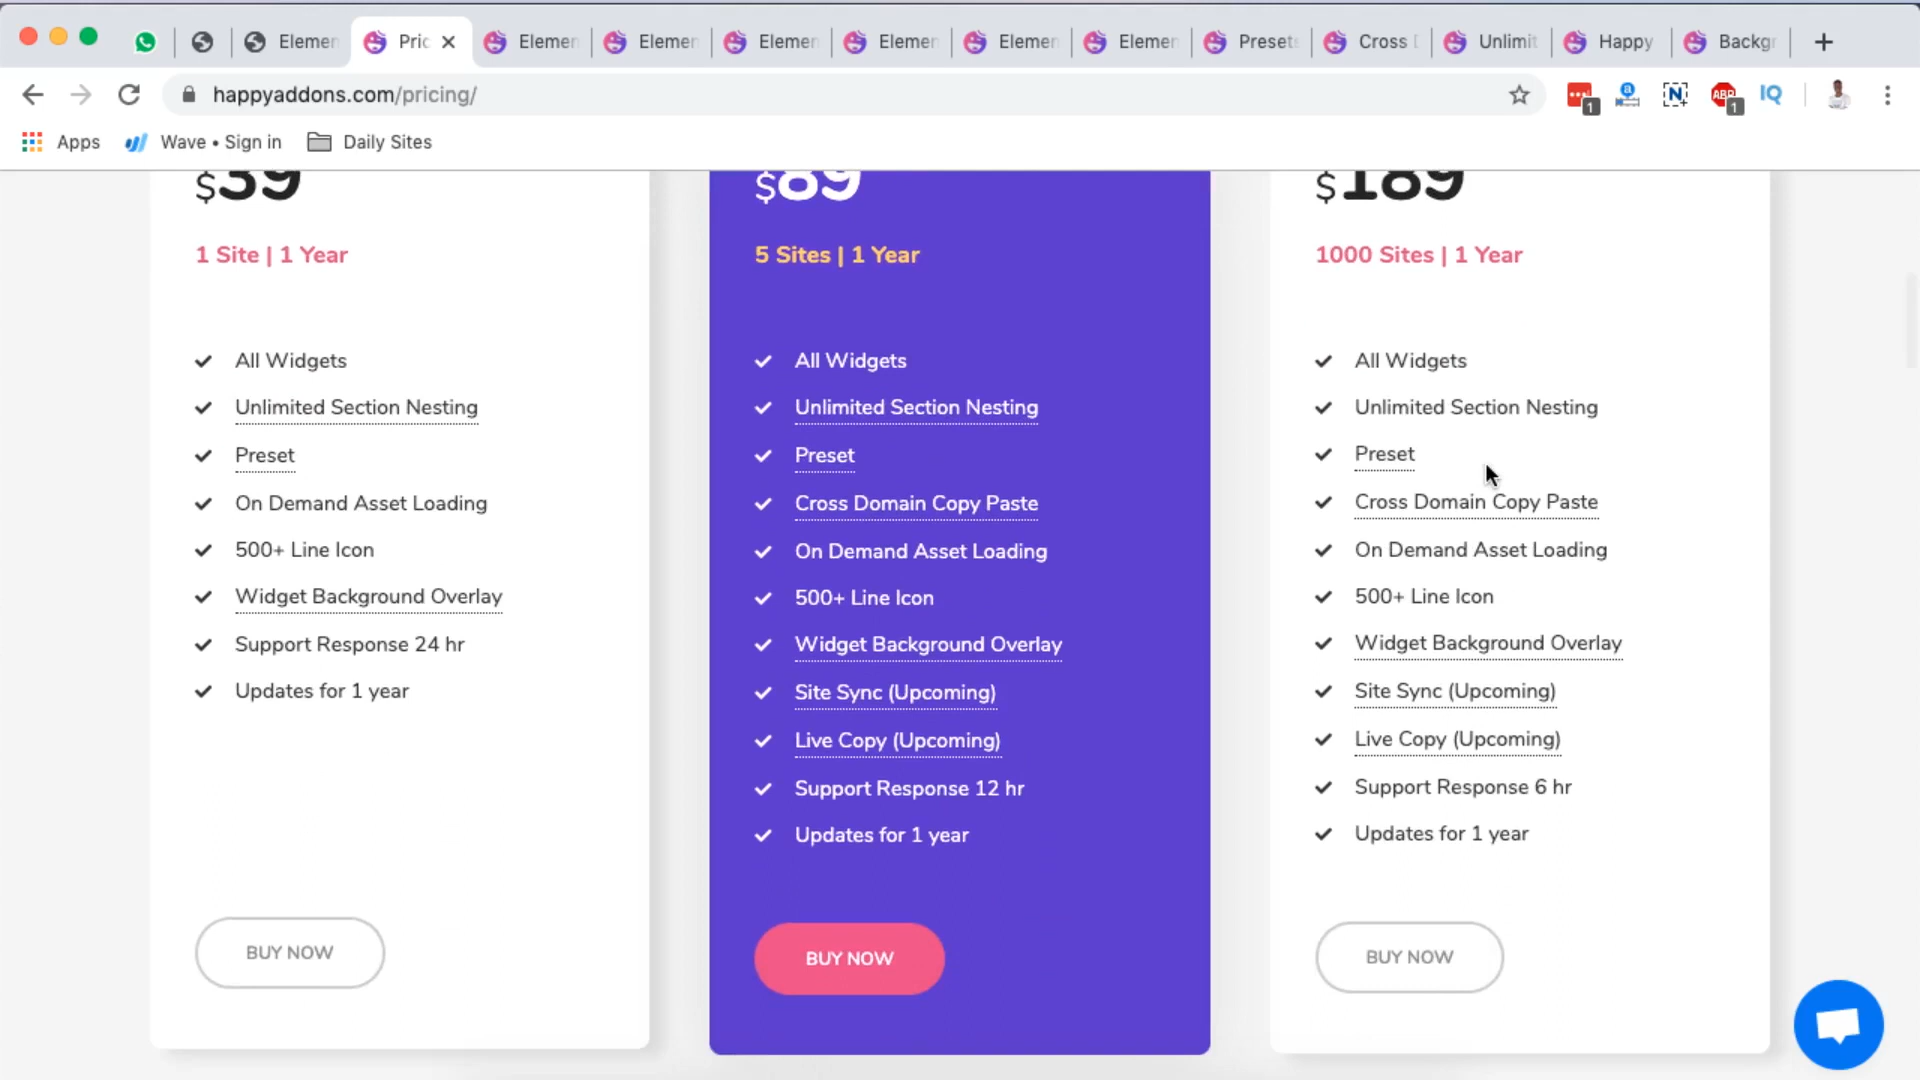 Elemen
Pric
Elemen
Elemen
Elemen
Elemen
Elemen
Elemen
Presets
Cross D
Unlimit
Happy
Backgr
happyaddons.com/pricing/
1
N
ABP
1
IQ
Apps
Wave • Sign in
Daily Sites
$39
1 Site | 1 Year
All Widgets
Unlimited Section Nesting
Preset
On Demand Asset Loading
500+ Line Icon
Widget Background Overlay
Support Response 24 hr
Updates for 1 year
BUY NOW
$89
5 Sites | 1 Year
All Widgets
Unlimited Section Nesting
Preset
Cross Domain Copy Paste
On Demand Asset Loading
500+ Line Icon
Widget Background Overlay
Site Sync (Upcoming)
Live Copy (Upcoming)
Support Response 12 hr
Updates for 1 year
BUY NOW
$189
1000 Sites | 1 Year
All Widgets
Unlimited Section Nesting
Preset
Cross Domain Copy Paste
On Demand Asset Loading
500+ Line Icon
Widget Background Overlay
Site Sync (Upcoming)
Live Copy (Upcoming)
Support Response 6 hr
Updates for 1 year
BUY NOW